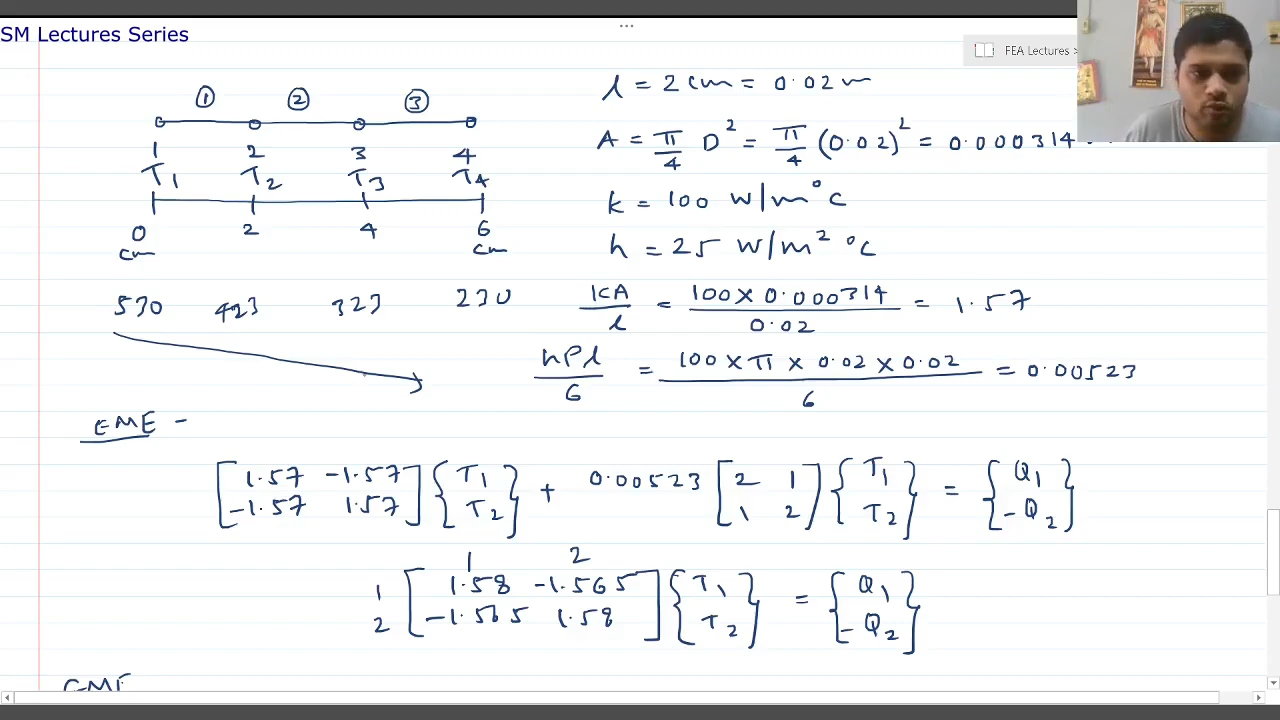 SM Lectures Series
FEA Lectures >
① ② ③
1 2 3 4
T₁ T₂ T₃ T₄
0 cm 2 4 6 cm
530 423 323 230
l = 2 cm = 0.02 m
A = π/4 D² = π/4 (0.02)² = 0.000314
k = 100 W/m°C
h = 25 W/m² °C
KA/l = 100 × 0.000314 / 0.02 = 1.57
hPl/6 = 100 × π × 0.02 × 0.02 / 6 = 0.00523
EME -
[1.57 -1.57; -1.57 1.57] {T₁; T₂} + 0.00523 [2 1; 1 2] {T₁; T₂} = {Q₁; -Q₂}
1 2
1 2 [1.58 -1.565; -1.565 1.58] {T₁; T₂} = {Q₁; -Q₂}